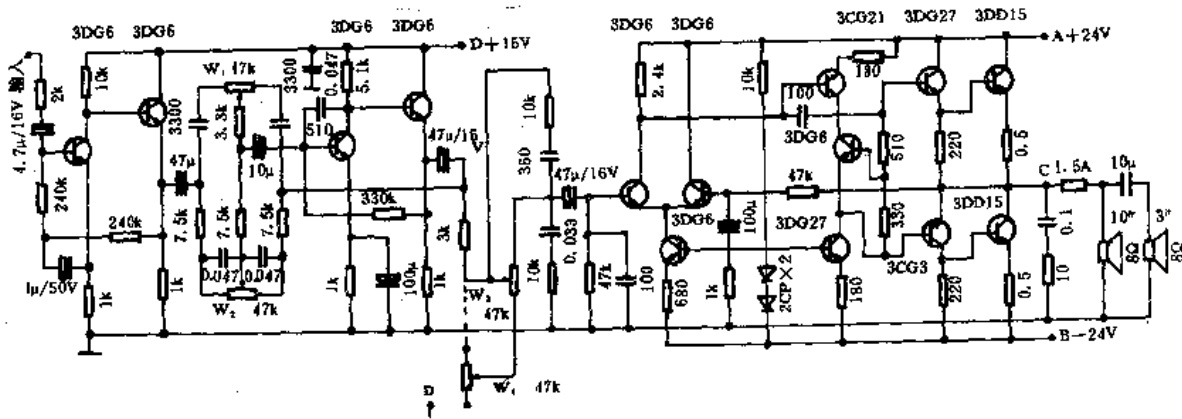 3DG6 3DG6 3DG6 3DG6 3DG6 3DG6 3CG21 3DG27 3DD15
D+15V
A+24V
输入
2k
10k
4.7μ/16V
240k
240k
1μ/50V
1k
1k
3300
47μ
W₁ 47k
3.3k
10μ
7.5k
7.5k
7.5k
0.047
0.047
W₂ 47k
3300
0.047
5.1k
510
330k
1k
100μ
1k
47μ/16V
3k
W₃
47k
W₄ 47k
10k
360
0.033
10k
47μ/16V
47k
100
2.4k
680
3DG6
100μ
1k
47k
10k
2CP×2
3DG27
180
100
3DG6
180
510
330
3CG3
220
220
3DD15
0.5
0.5
C 1.5A
0.1
10
10μ
10"
8Ω
3"
8Ω
B-24V
D